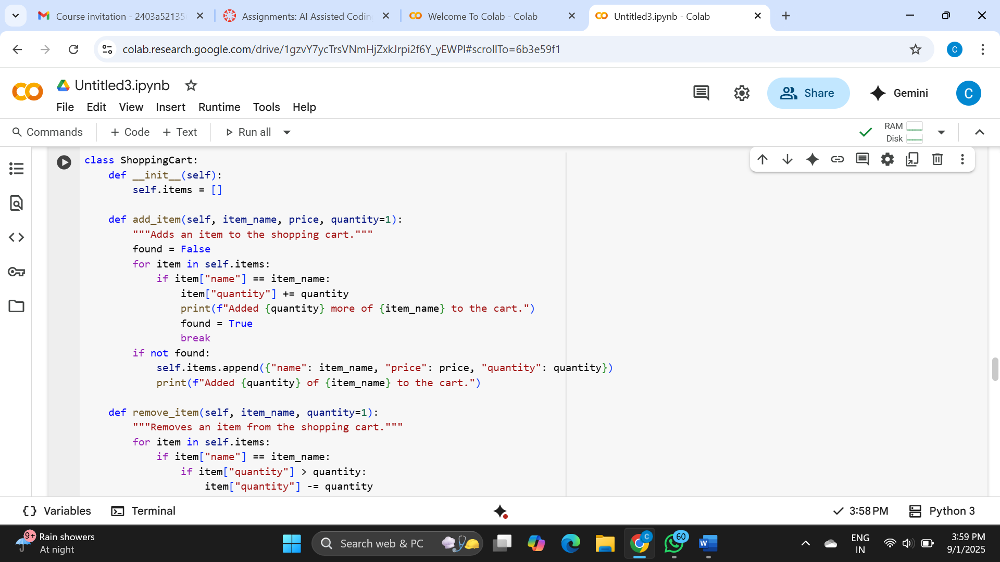 Course invitation - 2403a52135
Assignments: AI Assisted Coding
Welcome To Colab - Colab
Untitled3.ipynb - Colab
colab.research.google.com/drive/1gzvY7ycTrsVNmHjZxkJrpi2f6Y_yEWPl#scrollTo=6b3e59f1
C
Untitled3.ipynb
Share
Gemini
C
File Edit View Insert Runtime Tools Help
Commands + Code + Text Run all
RAM
Disk
class ShoppingCart:
    def __init__(self):
        self.items = []
    def add_item(self, item_name, price, quantity=1):
        """Adds an item to the shopping cart."""
        found = False
        for item in self.items:
            if item["name"] == item_name:
                item["quantity"] += quantity
                print(f"Added {quantity} more of {item_name} to the cart.")
                found = True
                break
        if not found:
            self.items.append({"name": item_name, "price": price, "quantity": quantity})
            print(f"Added {quantity} of {item_name} to the cart.")
    def remove_item(self, item_name, quantity=1):
        """Removes an item from the shopping cart."""
        for item in self.items:
            if item["name"] == item_name:
                if item["quantity"] > quantity:
                    item["quantity"] -= quantity
{} Variables Terminal
3:58 PM Python 3
9+
Rain showers
At night
Search web & PC
C
60
ENG
IN
3:59 PM
9/1/2025